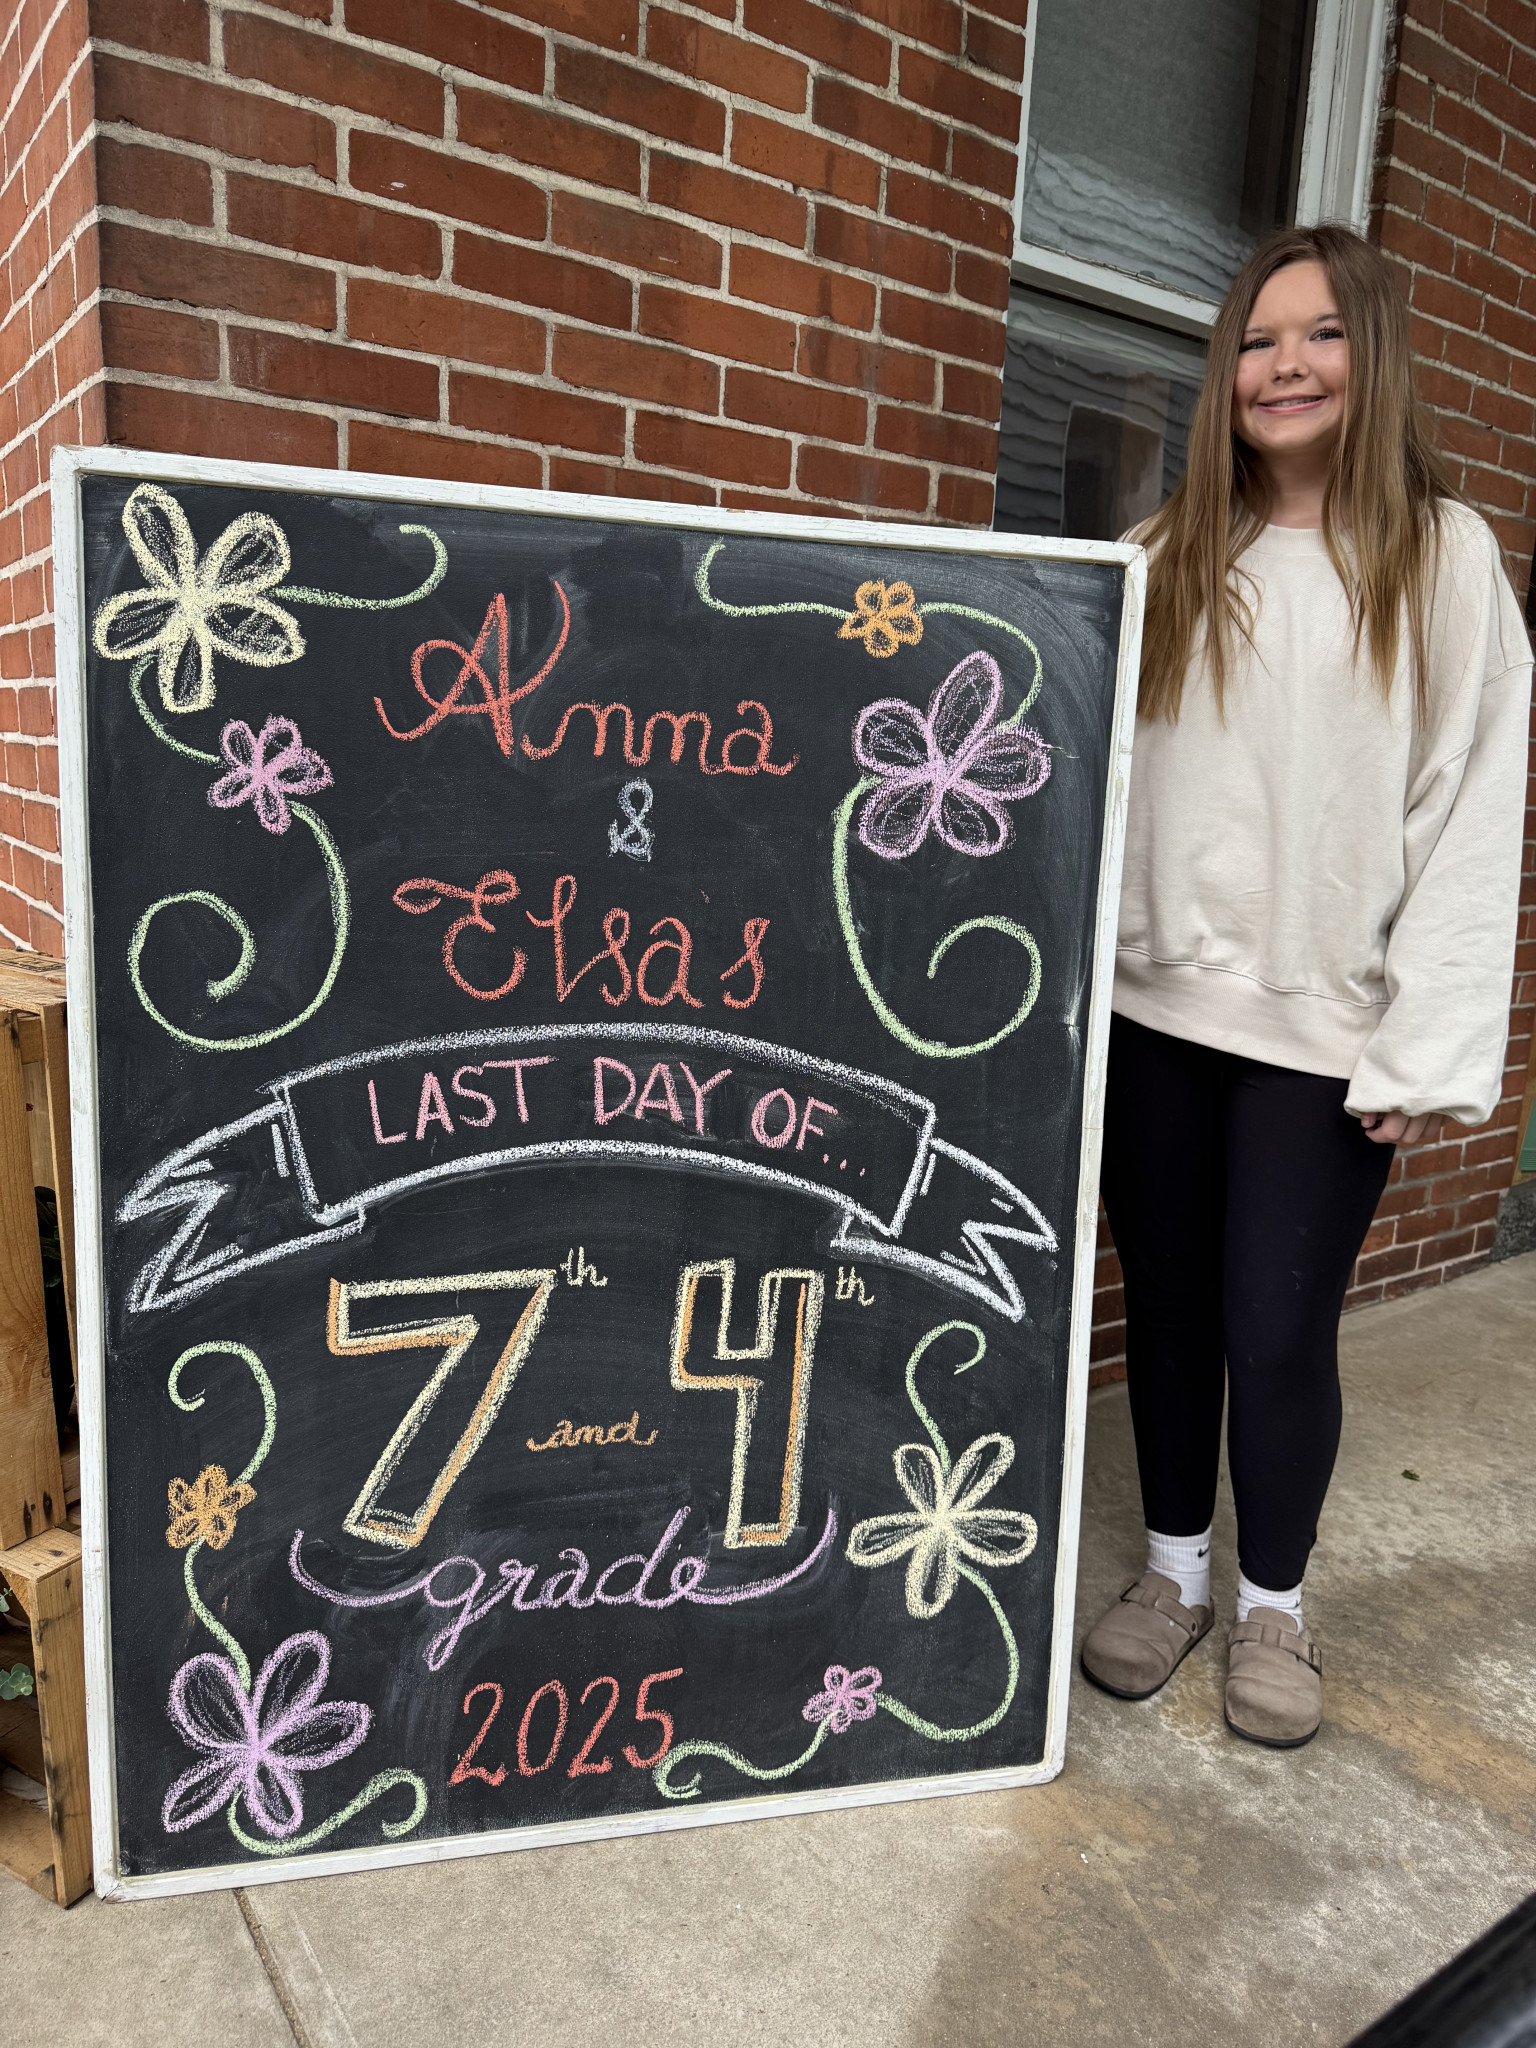 Anna
&
Elsa's
LAST DAY OF...
7th and 4th
grade
2025